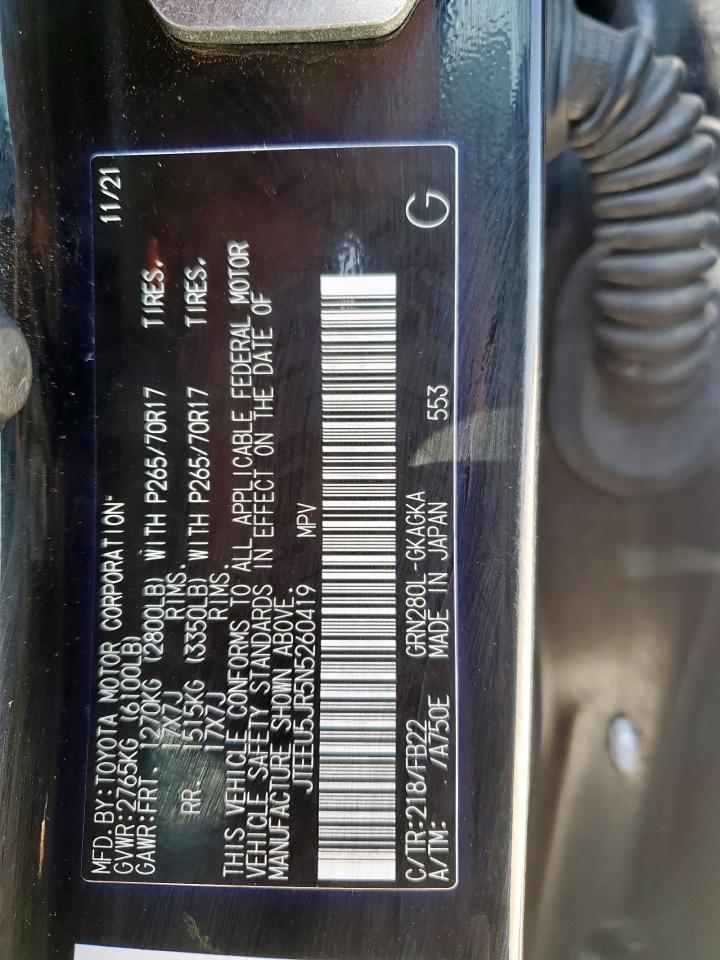 MFD. BY: TOYOTA MOTOR CORPORATION 11/21
GVWR: 2765KG (6100LB)
GAWR: FRT. 1270KG (2800LB) WITH P265/70R17 TIRES,
17X7J RIMS.
RR. 1515KG (3350LB) WITH P265/70R17 TIRES,
17X7J RIMS.
THIS VEHICLE CONFORMS TO ALL APPLICABLE FEDERAL MOTOR
VEHICLE SAFETY STANDARDS IN EFFECT ON THE DATE OF
MANUFACTURE SHOWN ABOVE.
JTEEU5JR5N5260419 MPV
C/TR: 218/FB22 GRN280L-GKAGKA G
A/TM: /A750E MADE IN JAPAN 553